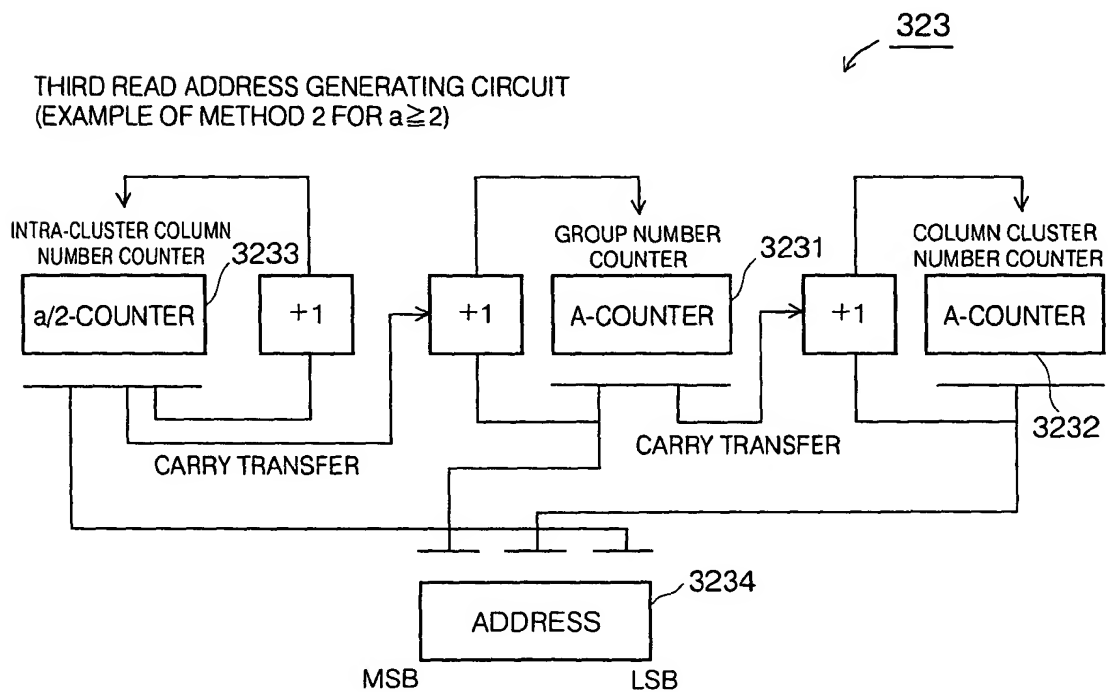 323
THIRD READ ADDRESS GENERATING CIRCUIT
(EXAMPLE OF METHOD 2 FOR a≧2)
INTRA-CLUSTER COLUMN
NUMBER COUNTER
3233
a/2-COUNTER
+1
+1
GROUP NUMBER
COUNTER
3231
A-COUNTER
+1
COLUMN CLUSTER
NUMBER COUNTER
A-COUNTER
3232
CARRY TRANSFER
CARRY TRANSFER
3234
ADDRESS
MSB
LSB